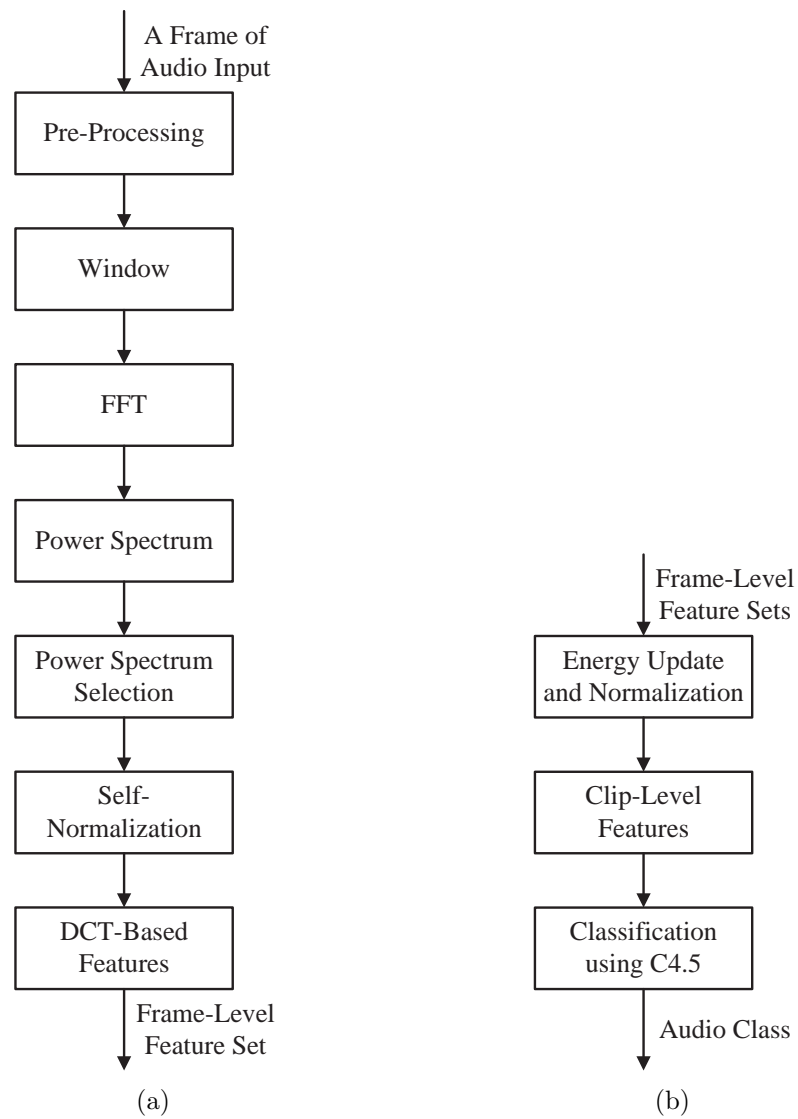 A Frame of
Audio Input
Pre-Processing
Window
FFT
Power Spectrum
Power Spectrum
Selection
Self-
Normalization
DCT-Based
Features
Frame-Level
Feature Set
(a)
Frame-Level
Feature Sets
Energy Update
and Normalization
Clip-Level
Features
Classification
using C4.5
Audio Class
(b)